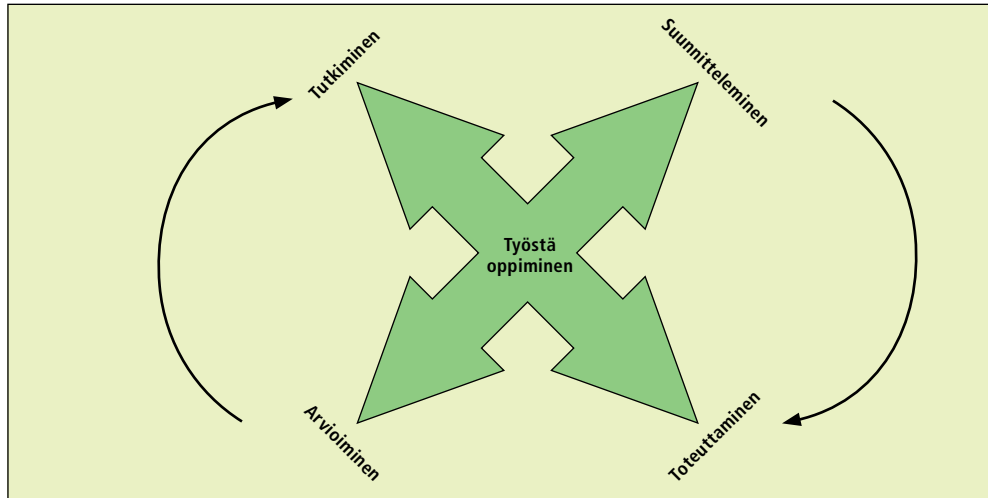 Tutkiminen
Suunnitteleminen
Työstä
oppiminen
Arvioiminen
Toteuttaminen